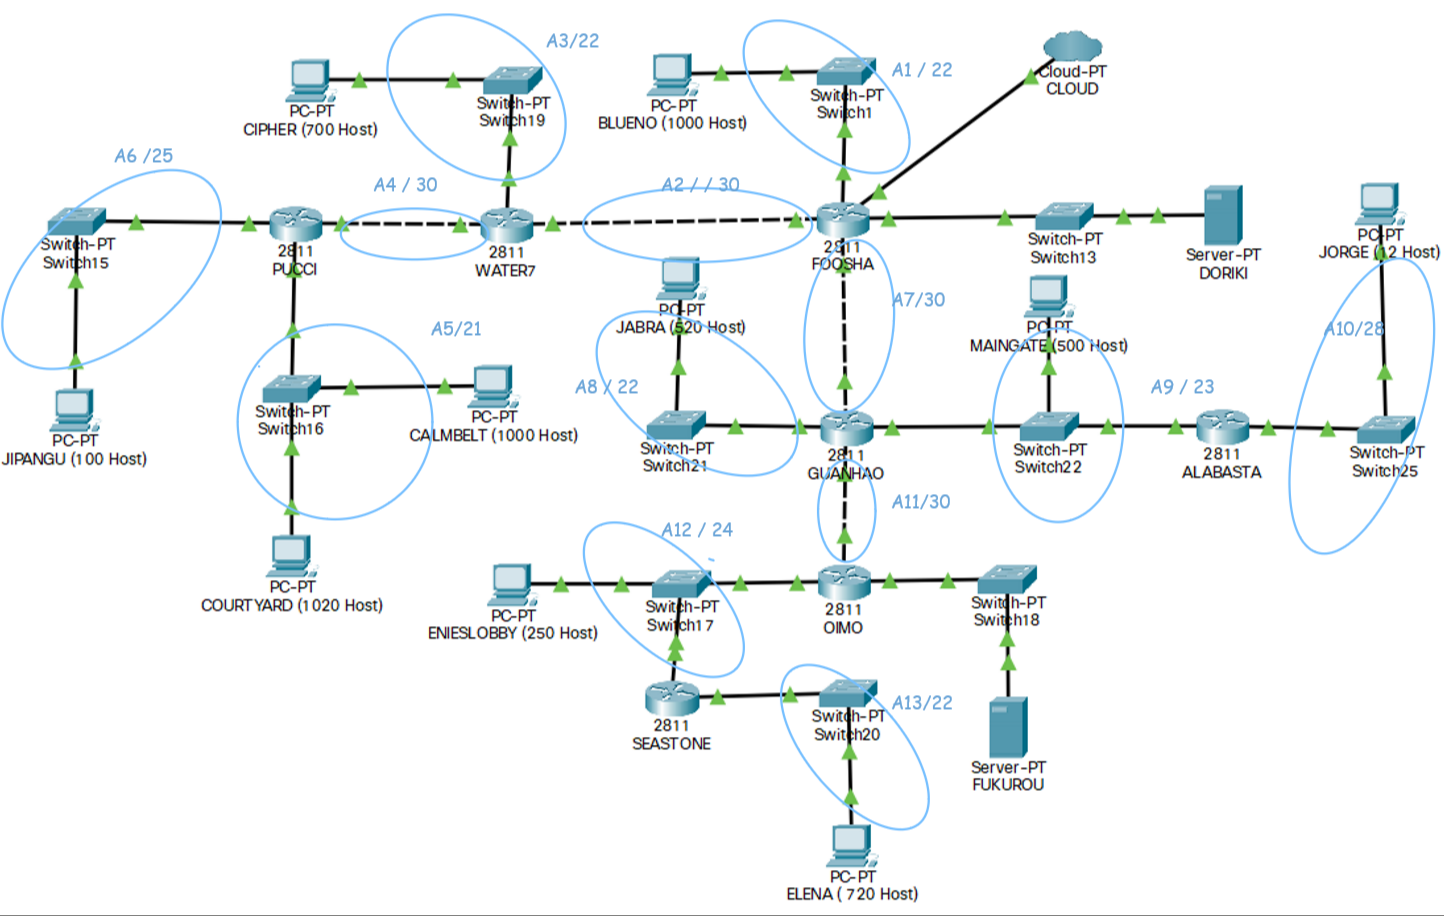 A3/22
PC-PT
CIPHER (700 Host)
Switch-PT
Switch19
PC-PT
BLUENO (1000 Host)
A1 / 22
Switch-PT
Switch1
Cloud-PT
CLOUD
A6 /25
A4 / 30
A2 / / 30
Switch-PT
Switch15
2811
PUCCI
2811
WATER7
2811
FOOSHA
Switch-PT
Switch13
Server-PT
DORIKI
PC-PT
JORGE (12 Host)
PC-PT
JABRA (520 Host)
A7/30
PC-PT
MAINGATE (500 Host)
A10/28
A5/21
A8 / 22
A9 / 23
Switch-PT
Switch16
PC-PT
CALMBELT (1000 Host)
PC-PT
JIPANGU (100 Host)
Switch-PT
Switch21
2811
GUANHAO
Switch-PT
Switch22
2811
ALABASTA
Switch-PT
Switch25
A11/30
A12 / 24
PC-PT
COURTYARD (1020 Host)
PC-PT
ENIESLOBBY (250 Host)
Switch-PT
Switch17
2811
OIMO
Switch-PT
Switch18
2811
SEASTONE
A13/22
Switch-PT
Switch20
Server-PT
FUKUROU
PC-PT
ELENA ( 720 Host)